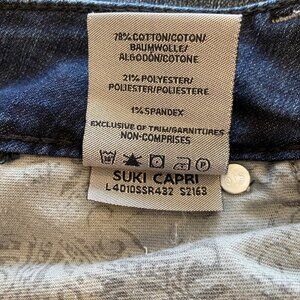 78% COTTON/COTON/
BAUMWOLLE/
ALGODÓN/COTONE
21% POLYESTER/
POLIESTER/POLIESTERE
1% SPANDEX
EXCLUSIVE OF TRIM/GARNITURES
NON-COMPRISES
SUKI CAPRI
L4D10SSR432 S2163